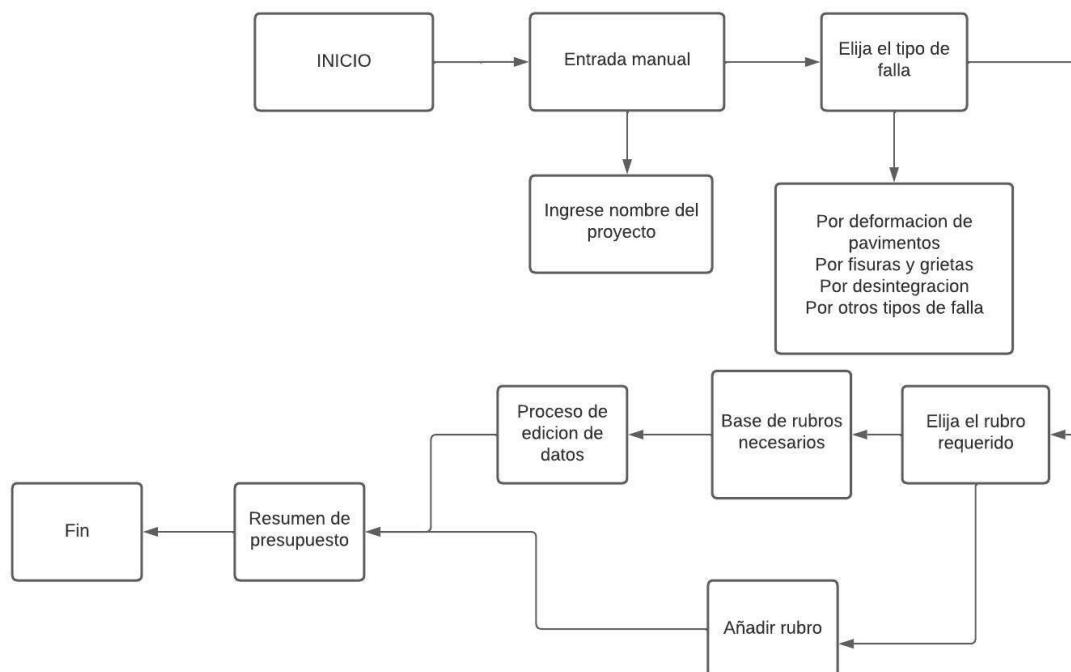 INICIO
Entrada manual
Elija el tipo de
falla
Ingrese nombre del
proyecto
Por deformacion de
pavimentos
Por fisuras y grietas
Por desintegracion
Por otros tipos de falla
Proceso de
edicion de
datos
Base de rubros
necesarios
Elija el rubro
requerido
Fin
Resumen de
presupuesto
Añadir rubro